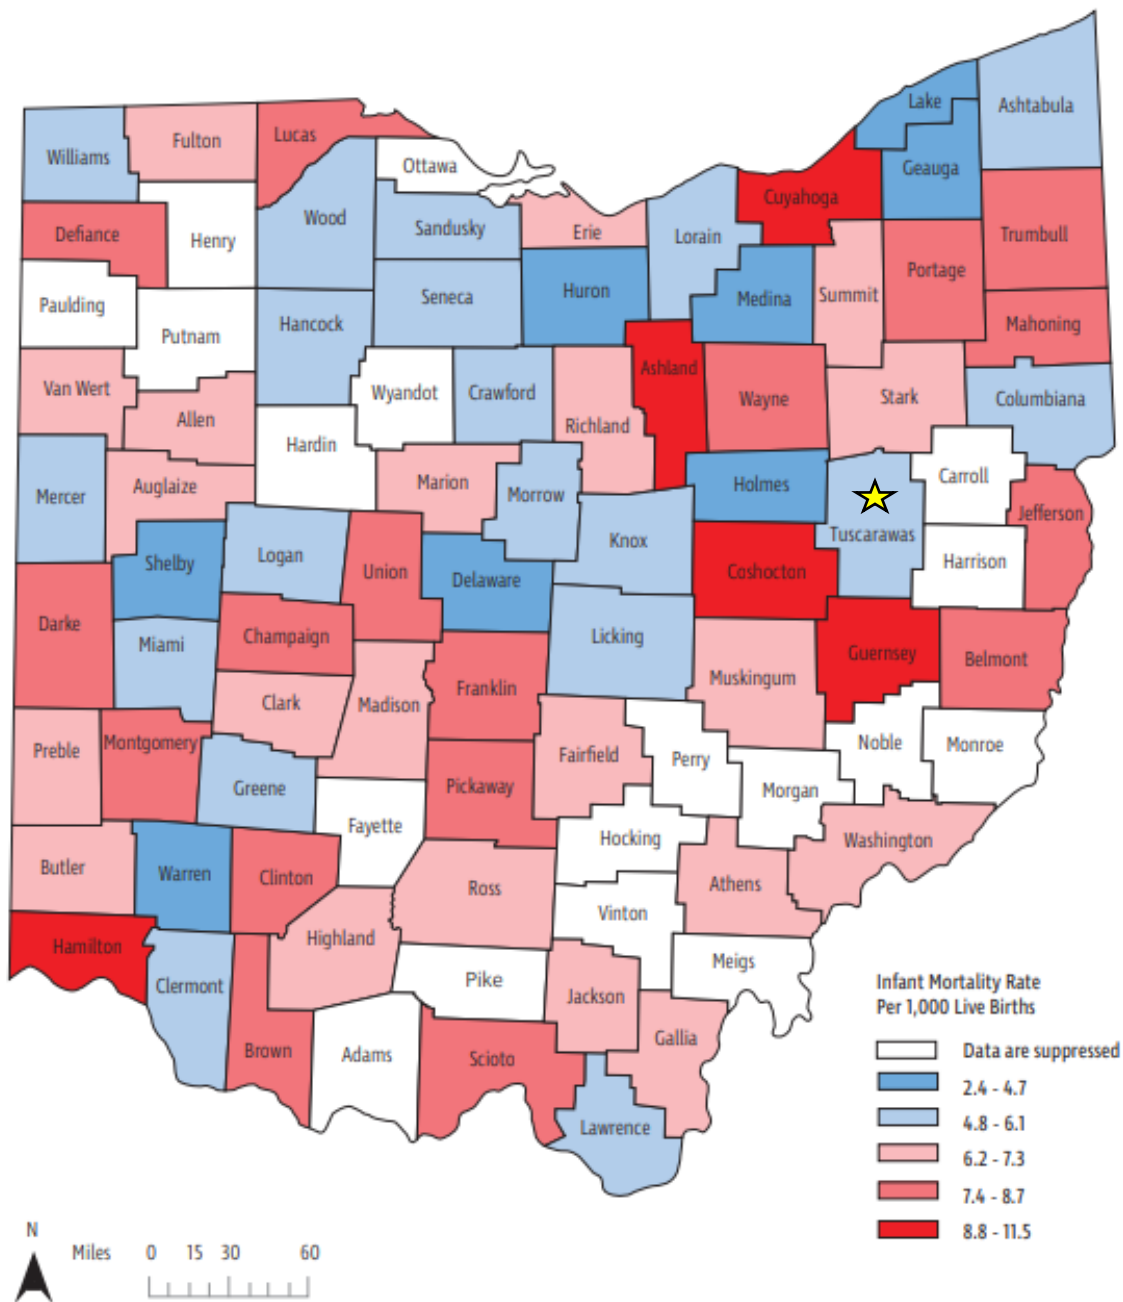 Lake
Ashtabula
Williams
Fulton
Lucas
Ottawa
Geauga
Cuyahoga
Wood
Sandusky
Erie
Lorain
Defiance
Henry
Trumbull
Portage
Paulding
Putnam
Hancock
Seneca
Huron
Medina
Summit
Mahoning
Van Wert
Allen
Wyandot
Crawford
Richland
Ashland
Wayne
Stark
Columbiana
Hardin
Mercer
Auglaize
Marion
Morrow
Holmes
Carroll
Jefferson
Tuscarawas
Knox
Harrison
Shelby
Logan
Union
Delaware
Coshocton
Darke
Miami
Champaign
Licking
Guernsey
Belmont
Clark
Madison
Franklin
Muskingum
Preble
Montgomery
Fairfield
Perry
Noble
Monroe
Greene
Pickaway
Morgan
Fayette
Hocking
Washington
Butler
Warren
Clinton
Ross
Athens
Vinton
Hamilton
Highland
Meigs
Clermont
Pike
Jackson
Gallia
Brown
Adams
Scioto
Lawrence
Infant Mortality Rate
Per 1,000 Live Births
Data are suppressed
2.4 - 4.7
4.8 - 6.1
6.2 - 7.3
7.4 - 8.7
8.8 - 11.5
N
Miles 0 15 30 60